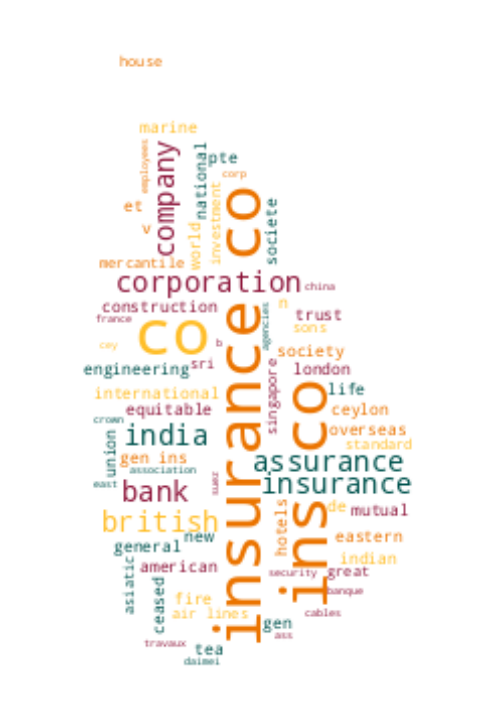 house
marine
employees
company
national
pte
corp
et
v
world
investment
insurance co
societe
mercantile
corporation
china
construction
n
trust
france
co
agencies
sons
cey
b
society
engineering
sri
singapore
london
international
ins co
life
equitable
ceylon
crown
india
overseas
union
standard
gen ins
assurance
association
east
suez
insurance
bank
de
mutual
british
hotels
new
eastern
general
indian
american
security
great
asiatic
ceased
banque
fire
air lines
cables
gen
ass
travaux
tea
daimei